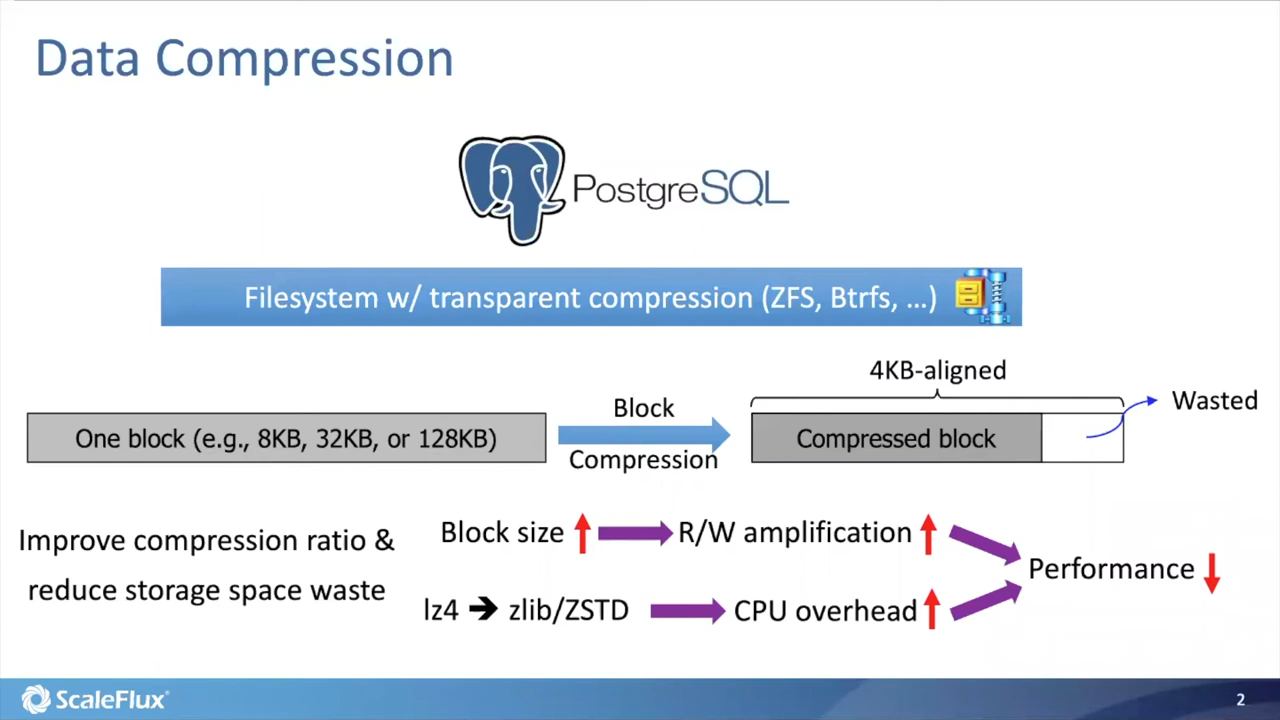 Data Compression
PostgreSQL
Filesystem w/ transparent compression (ZFS, Btrfs, ...)
4KB-aligned
Wasted
Block
One block (e.g., 8KB, 32KB, or 128KB)
Compressed block
Compression
Improve compression ratio &
reduce storage space waste
Block size
R/W amplification
Performance
lz4 → zlib/ZSTD
CPU overhead
ScaleFlux
2